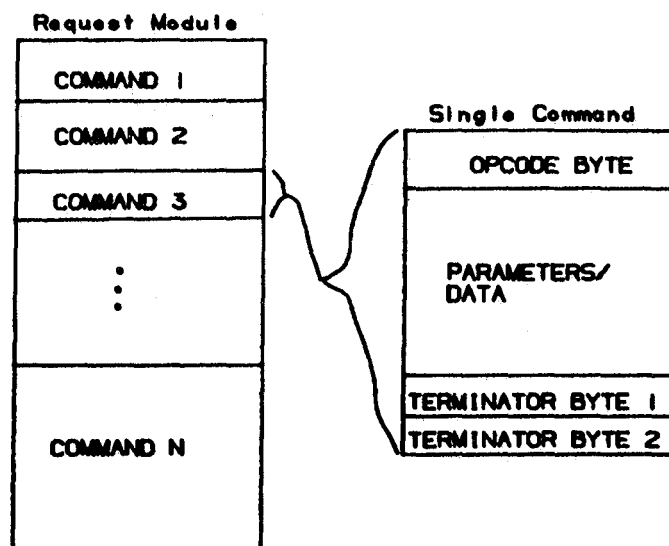 Request Module
COMMAND 1
COMMAND 2
COMMAND 3
COMMAND N
Single Command
OPCODE BYTE
PARAMETERS/
DATA
TERMINATOR BYTE 1
TERMINATOR BYTE 2